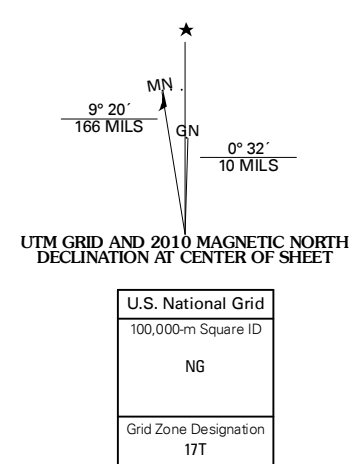 MN
9° 20´
166 MILS
GN
0° 32´
10 MILS
UTM GRID AND 2010 MAGNETIC NORTH
DECLINATION AT CENTER OF SHEET
U.S. National Grid
100,000-m Square ID
NG
Grid Zone Designation
17T